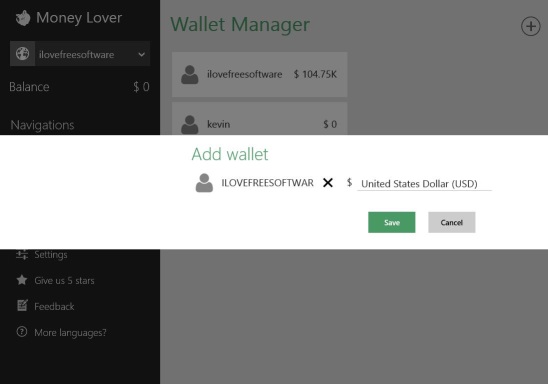 Money Lover
Wallet Manager
ilovefreesoftware
Balance $ 0
ilovefreesoftware $ 104.75K
kevin $ 0
Navigations
Add wallet
ILOVEFREESOFTWAR $ United States Dollar (USD)
Save Cancel
Settings
Give us 5 stars
Feedback
More languages?